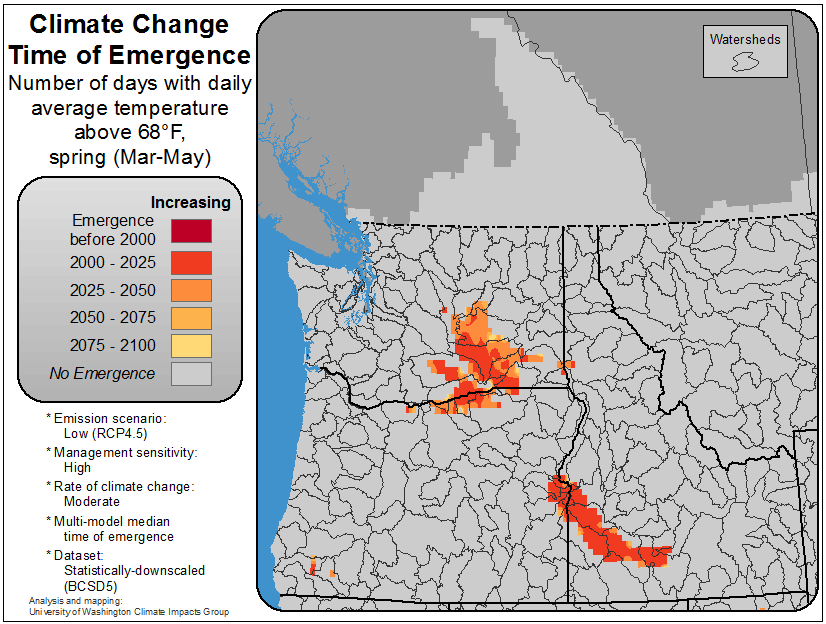 Climate Change
Time of Emergence
Number of days with daily
average temperature
above 68°F,
spring (Mar-May)
Increasing
Emergence
before 2000
2000 - 2025
2025 - 2050
2050 - 2075
2075 - 2100
No Emergence
* Emission scenario:
Low (RCP4.5)
* Management sensitivity:
High
* Rate of climate change:
Moderate
* Multi-model median
time of emergence
* Dataset:
Statistically-downscaled
(BCSD5)
Analysis and mapping:
University of Washington Climate Impacts Group
Watersheds